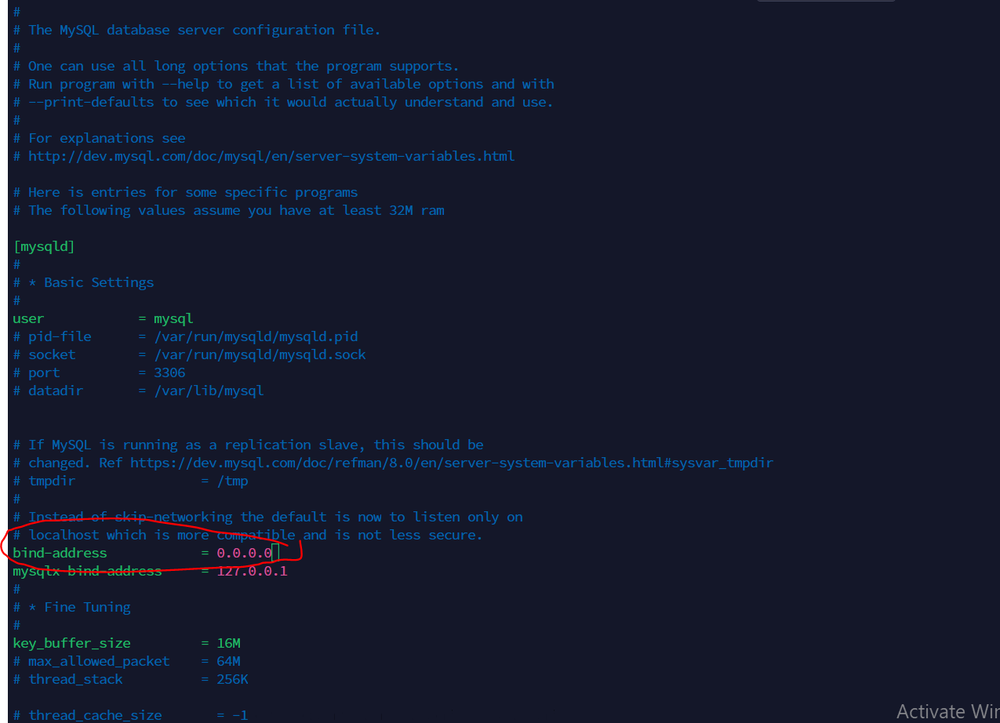 #
# The MySQL database server configuration file.
#
# One can use all long options that the program supports.
# Run program with --help to get a list of available options and with
# --print-defaults to see which it would actually understand and use.
#
# For explanations see
# http://dev.mysql.com/doc/mysql/en/server-system-variables.html
# Here is entries for some specific programs
# The following values assume you have at least 32M ram
[mysqld]
#
# * Basic Settings
#
user = mysql
# pid-file = /var/run/mysqld/mysqld.pid
# socket = /var/run/mysqld/mysqld.sock
# port = 3306
# datadir = /var/lib/mysql
# If MySQL is running as a replication slave, this should be
# changed. Ref https://dev.mysql.com/doc/refman/8.0/en/server-system-variables.html#sysvar_tmpdir
# tmpdir = /tmp
#
# Instead of skip-networking the default is now to listen only on
# localhost which is more compatible and is not less secure.
bind-address = 0.0.0.0
mysqlx-bind-address = 127.0.0.1
#
# * Fine Tuning
#
key_buffer_size = 16M
# max_allowed_packet = 64M
# thread_stack = 256K
# thread_cache_size = -1
Activate Win